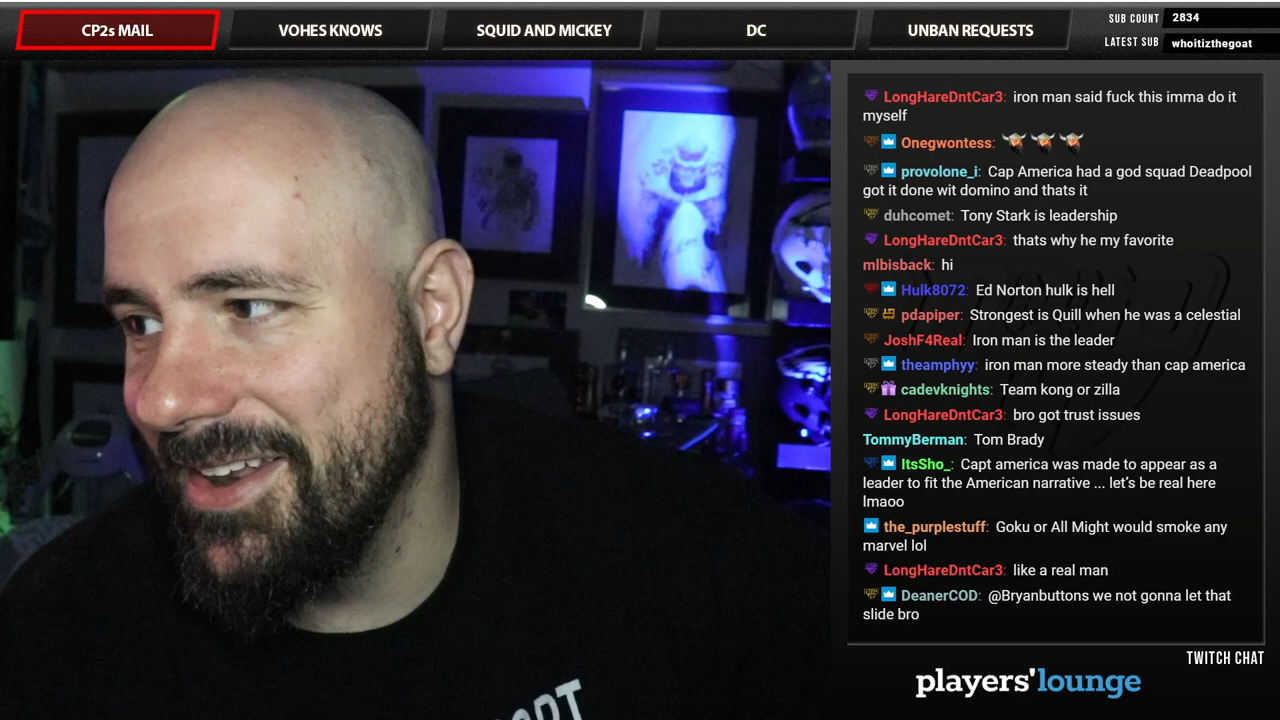 CP2s MAIL
VOHES KNOWS
SQUID AND MICKEY
DC
UNBAN REQUESTS
SUB COUNT 2834
LATEST SUB whoitizthegoat
LongHareDntCar3: iron man said fuck this imma do it
myself
Onegwontess:
provolone_i: Cap America had a god squad Deadpool
got it done wit domino and thats it
duhcomet: Tony Stark is leadership
LongHareDntCar3: thats why he my favorite
mlbisback: hi
Hulk8072: Ed Norton hulk is hell
pdapiper: Strongest is Quill when he was a celestial
JoshF4Real: Iron man is the leader
theamphyy: iron man more steady than cap america
cadevknights: Team kong or zilla
LongHareDntCar3: bro got trust issues
TommyBerman: Tom Brady
ItsSho_: Capt america was made to appear as a
leader to fit the American narrative ... let's be real here
lmaoo
the_purplestuff: Goku or All Might would smoke any
marvel lol
LongHareDntCar3: like a real man
DeanerCOD: @Bryanbuttons we not gonna let that
slide bro
TWITCH CHAT
players'lounge